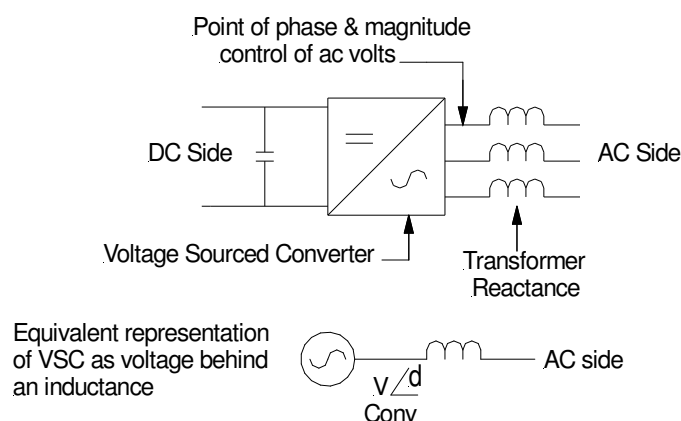 Point of phase & magnitude
control of ac volts
DC Side
AC Side
Voltage Sourced Converter
Transformer
Reactance
Equivalent representation
of VSC as voltage behind
an inductance
AC side
V∠d
Conv